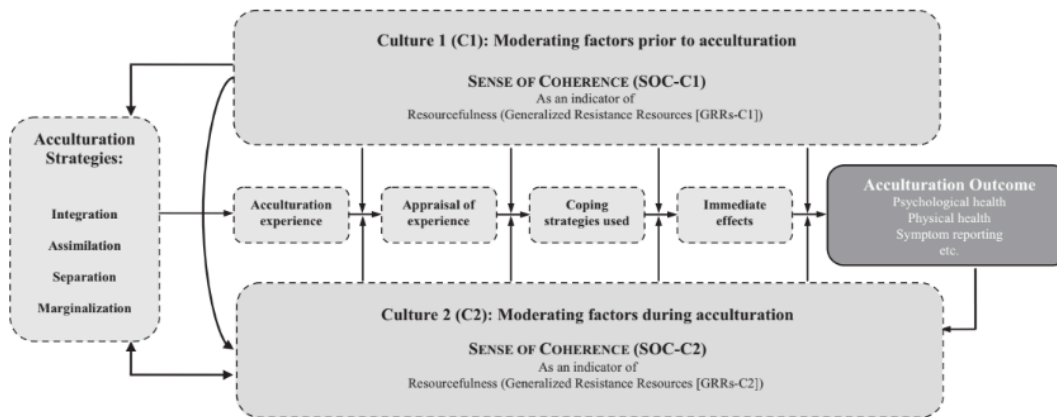 Culture 1 (C1): Moderating factors prior to acculturation
SENSE OF COHERENCE (SOC-C1)
As an indicator of
Resourcefulness (Generalized Resistance Resources [GRRs-C1])
Acculturation
Strategies:
Integration
Assimilation
Separation
Marginalization
Acculturation
experience
Appraisal of
experience
Coping
strategies used
Immediate
effects
Acculturation Outcome
Psychological health
Physical health
Symptom reporting
etc.
Culture 2 (C2): Moderating factors during acculturation
SENSE OF COHERENCE (SOC-C2)
As an indicator of
Resourcefulness (Generalized Resistance Resources [GRRs-C2])